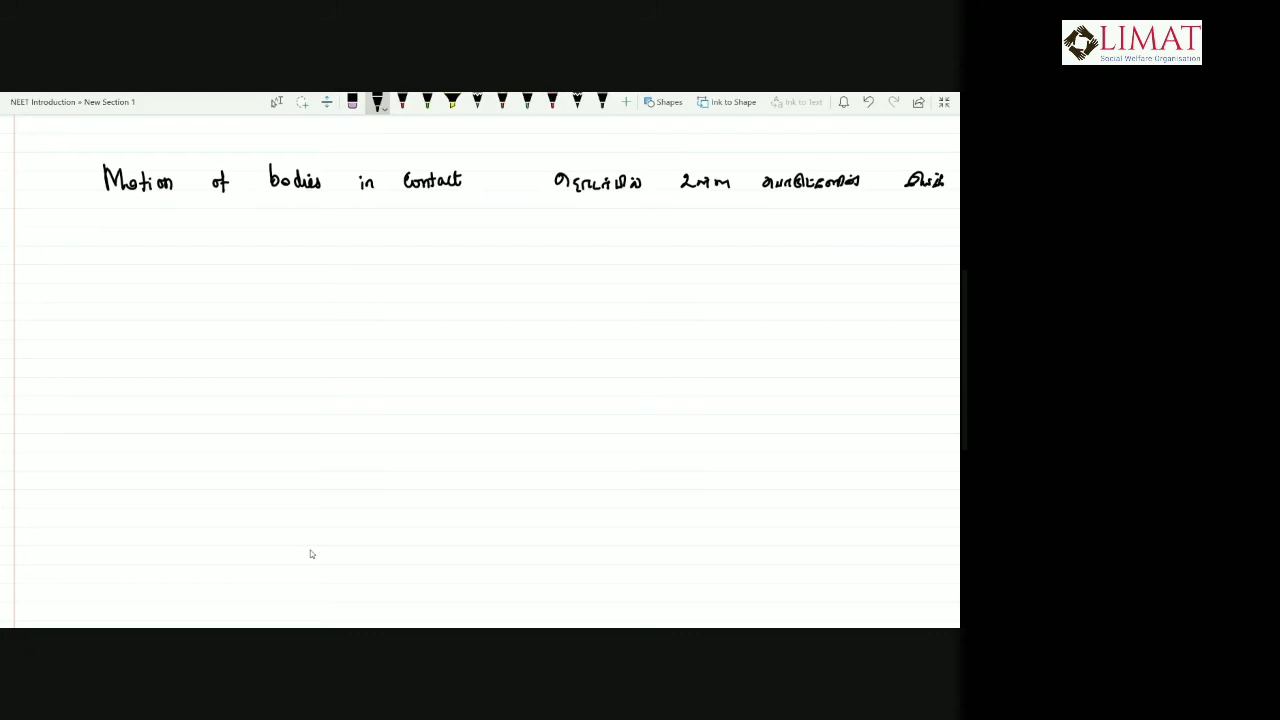 LIMAT
Social Welfare Organisation
NEET Introduction » New Section 1
Shapes Ink to Shape Ink to Text
Motion of bodies in Contact தொடர்பில் உள்ள பொருட்களின்